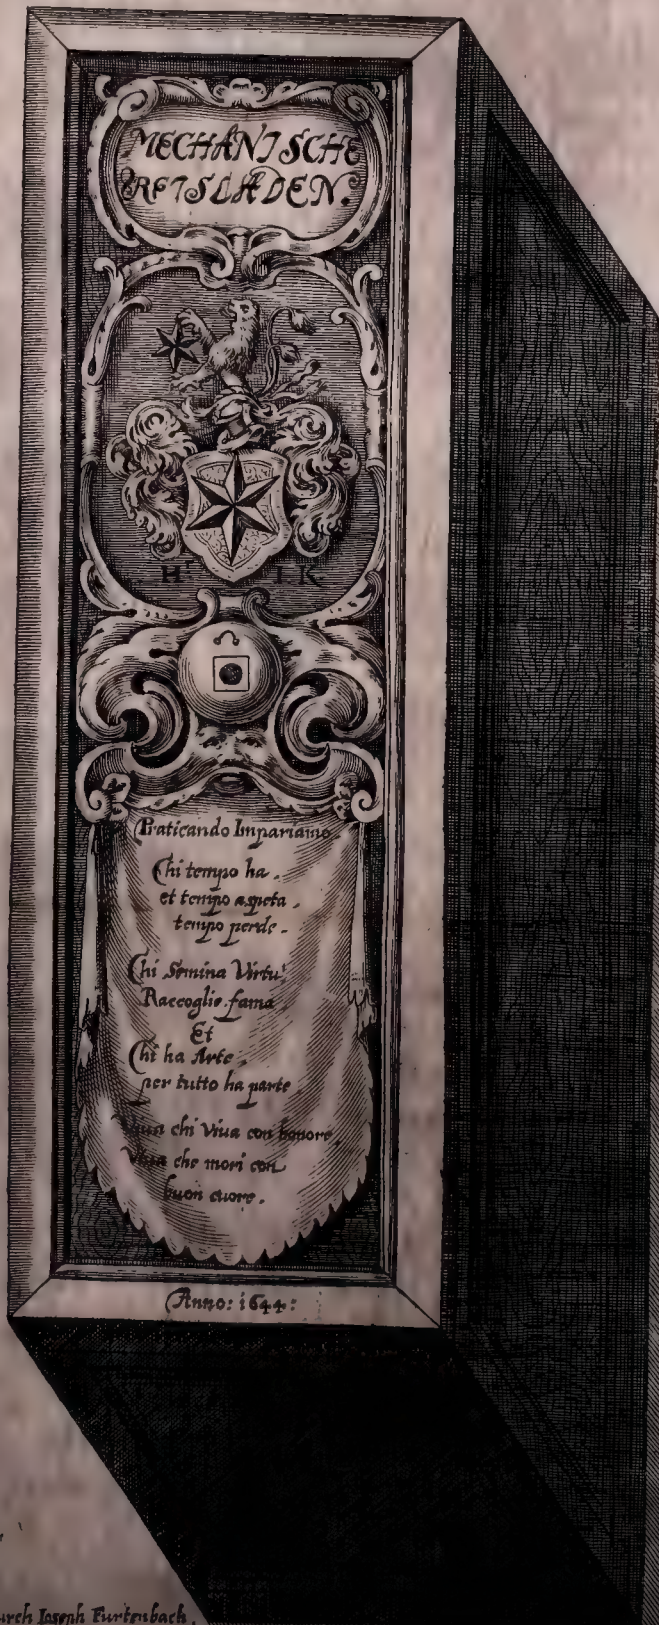 MECHANISCHE
REISLADEN.
H I K
Praticando Impariamo
Chi tempo ha,
et tempo aspeta,
tempo perde.
Chi Semina Virtu'
Raccoglie fama
Et
Chi ha Arte,
per tutto ha parte
Viua chi Viua con honore,
Viua che mori con
buon cuore.
Anno: 1644:
Joseph Furtenbach.